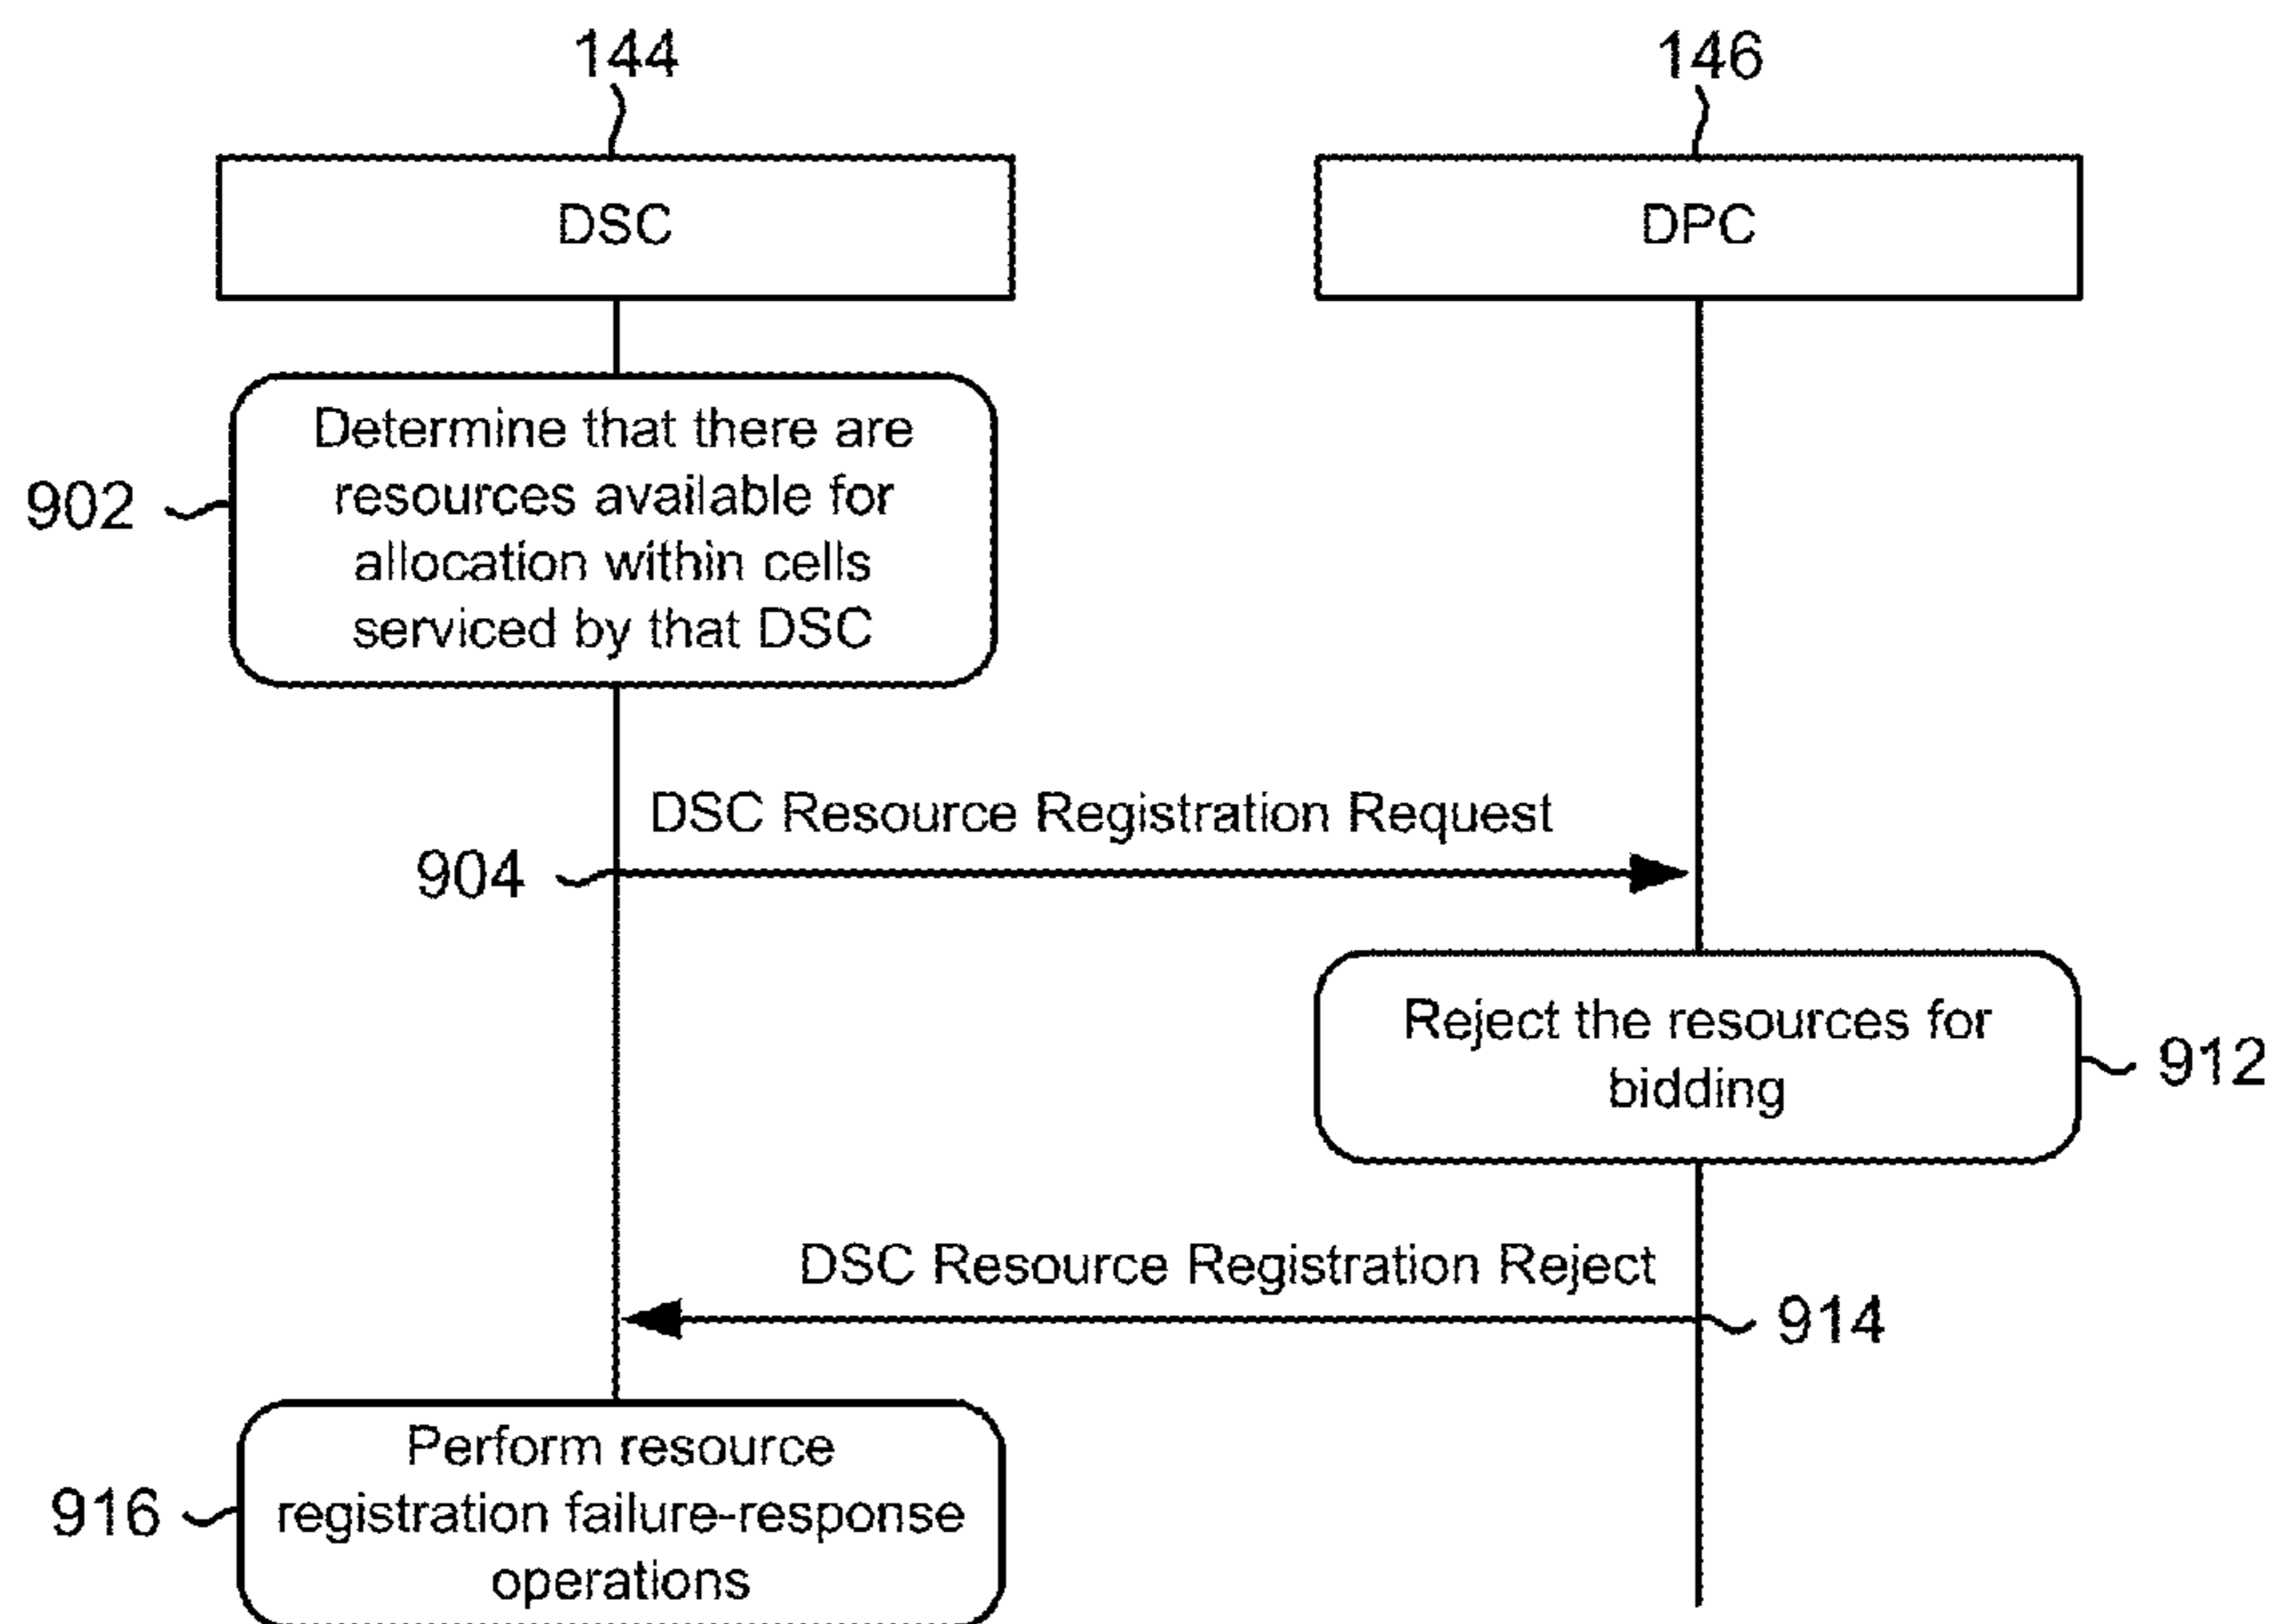 144
146
DSC
DPC
Determine that there are
resources available for
allocation within cells
serviced by that DSC
902
DSC Resource Registration Request
904
Reject the resources for
bidding
912
DSC Resource Registration Reject
914
Perform resource
registration failure-response
operations
916